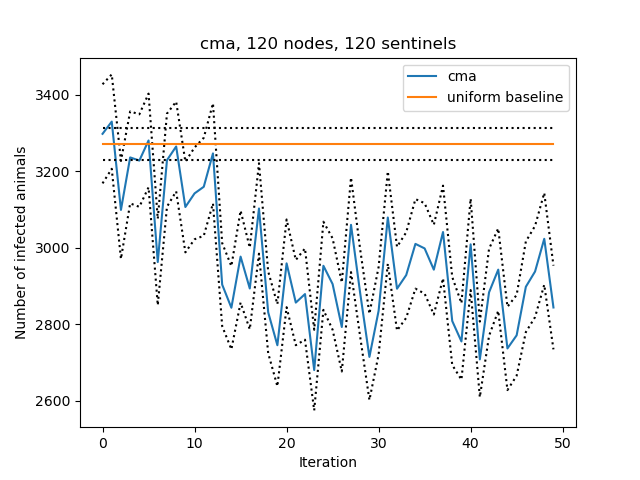 cma, 120 nodes, 120 sentinels
cma
uniform baseline
Number of infected animals
3400
3200
3000
2800
2600
0 10 20 30 40 50
Iteration